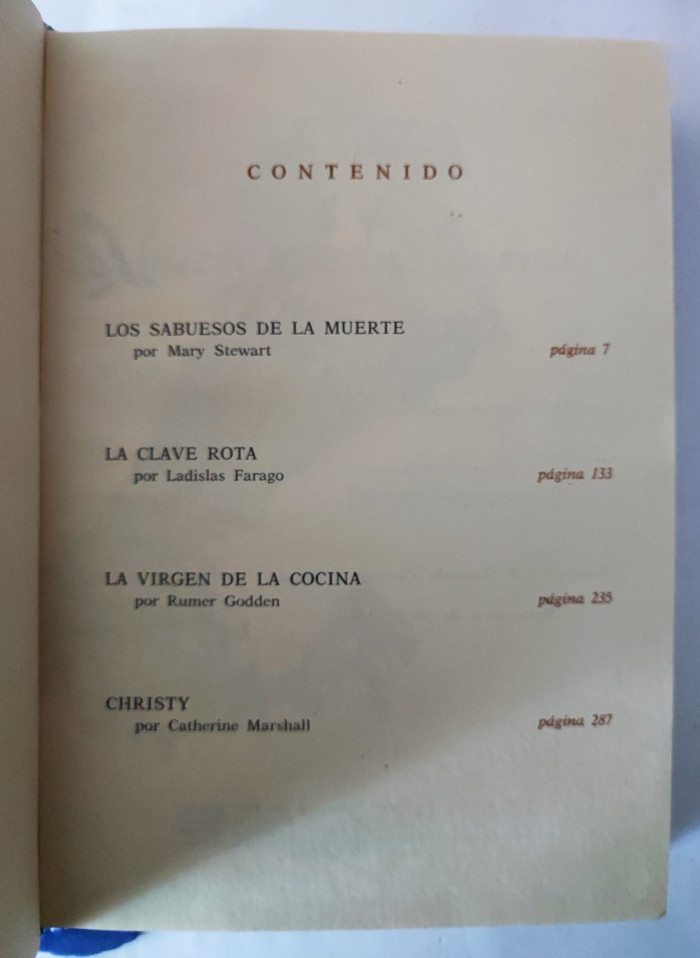 CONTENIDO
LOS SABUESOS DE LA MUERTE
por Mary Stewart página 7
LA CLAVE ROTA
por Ladislas Farago página 133
LA VIRGEN DE LA COCINA
por Rumer Godden página 235
CHRISTY
por Catherine Marshall página 287